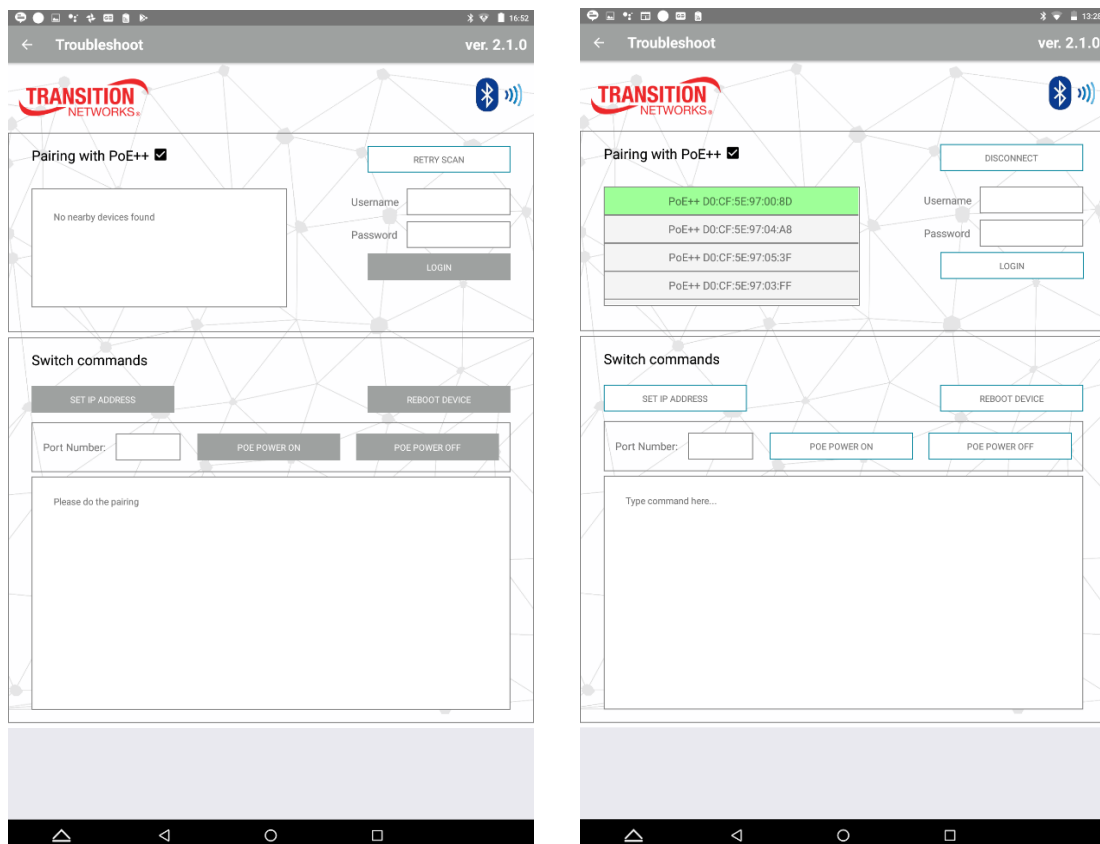 16:52
Troubleshoot ver. 2.1.0
TRANSITION
NETWORKS®
Pairing with PoE++
RETRY SCAN
No nearby devices found
Username
Password
LOGIN
Switch commands
SET IP ADDRESS REBOOT DEVICE
Port Number: POE POWER ON POE POWER OFF
Please do the pairing
13:28
Troubleshoot ver. 2.1.0
TRANSITION
NETWORKS®
Pairing with PoE++
DISCONNECT
PoE++ D0:CF:5E:97:00:8D
PoE++ D0:CF:5E:97:04:A8
PoE++ D0:CF:5E:97:05:3F
PoE++ D0:CF:5E:97:03:FF
Username
Password
LOGIN
Switch commands
SET IP ADDRESS REBOOT DEVICE
Port Number: POE POWER ON POE POWER OFF
Type command here...